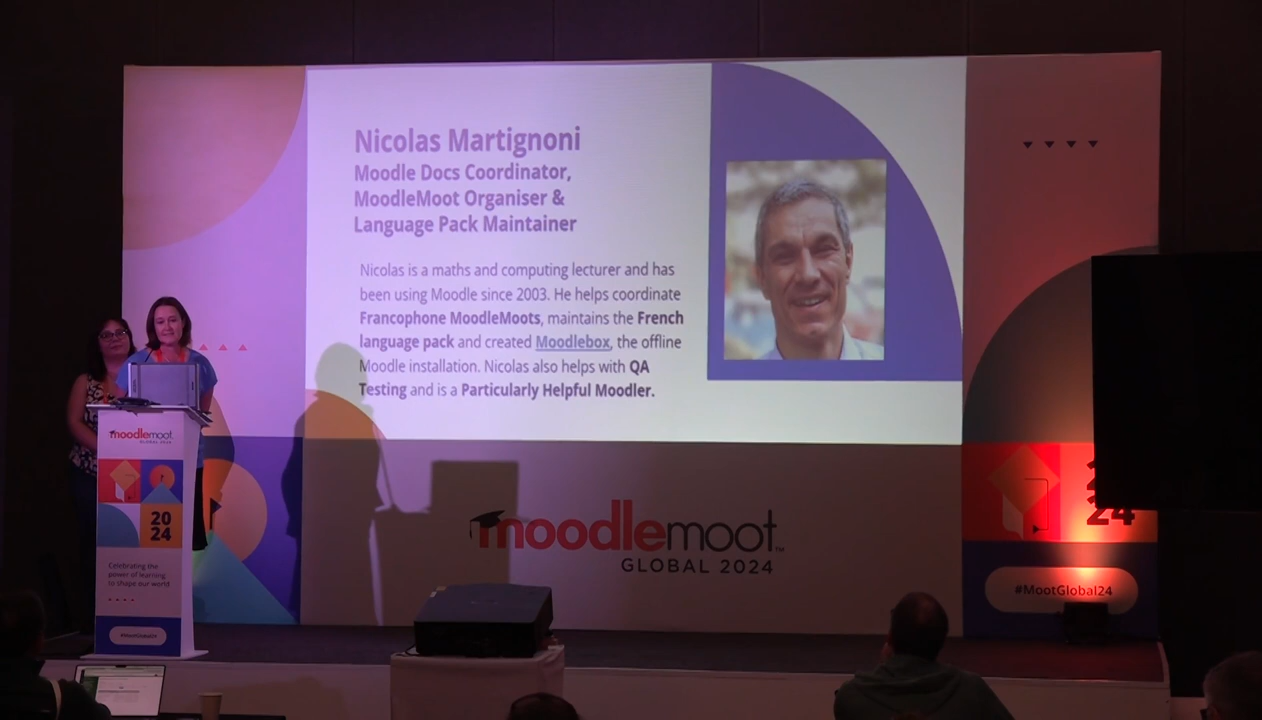 Nicolas Martignoni
Moodle Docs Coordinator,
MoodleMoot Organiser &
Language Pack Maintainer
Nicolas is a maths and computing lecturer and has
been using Moodle since 2003. He helps coordinate
Francophone MoodleMoots, maintains the French
language pack and created Moodlebox, the offline
Moodle installation. Nicolas also helps with QA
Testing and is a Particularly Helpful Moodler.
moodlemoot
GLOBAL 2024
20
24
Celebrating the
power of learning
to shape our world
#MootGlobal24
moodlemoot™
GLOBAL 2024
24
#MootGlobal24